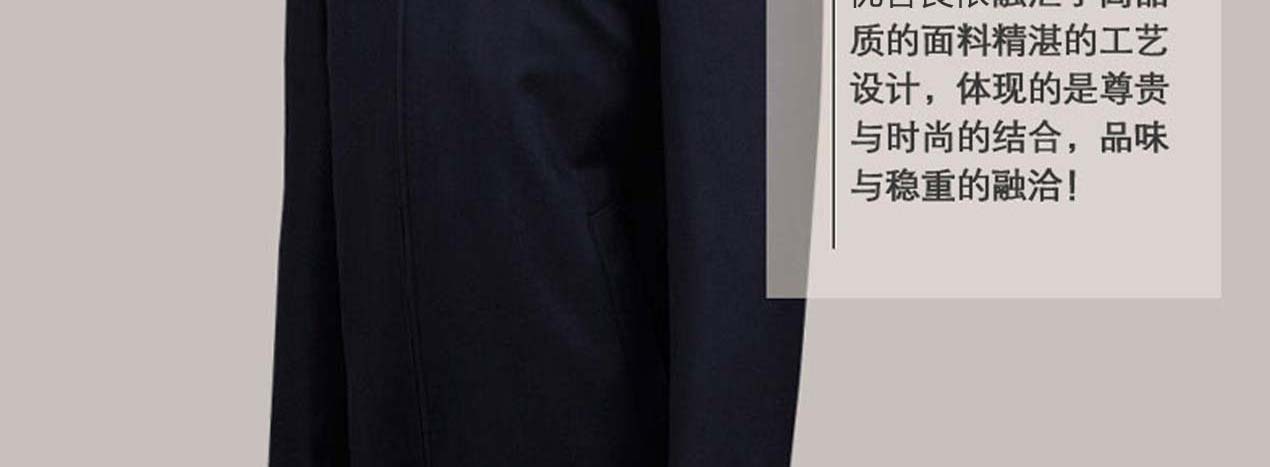 质的面料精湛的工艺
设计，体现的是尊贵
与时尚的结合，品味
与稳重的融洽！